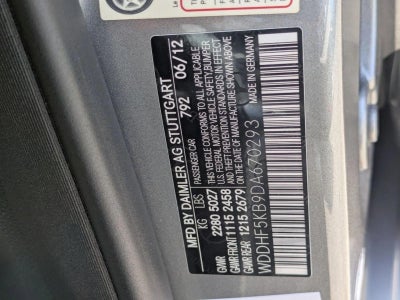 MFD BY DAIMLER AG STUTTGART
792 06/12
PASSENGER CAR
KG LBS
GWR 2280 5027
GAWR FRONT 1115 2458
GAWR REAR 1215 2679
THIS VEHICLE CONFORMS TO ALL APPLICABLE
U.S. FEDERAL MOTOR VEHICLE SAFETY, BUMPER
AND THEFT PREVENTION STANDARDS IN EFFECT
ON THE DATE OF MANUFACTURE SHOWN ABOVE
MADE IN GERMANY
WDDHF5KB9DA670293